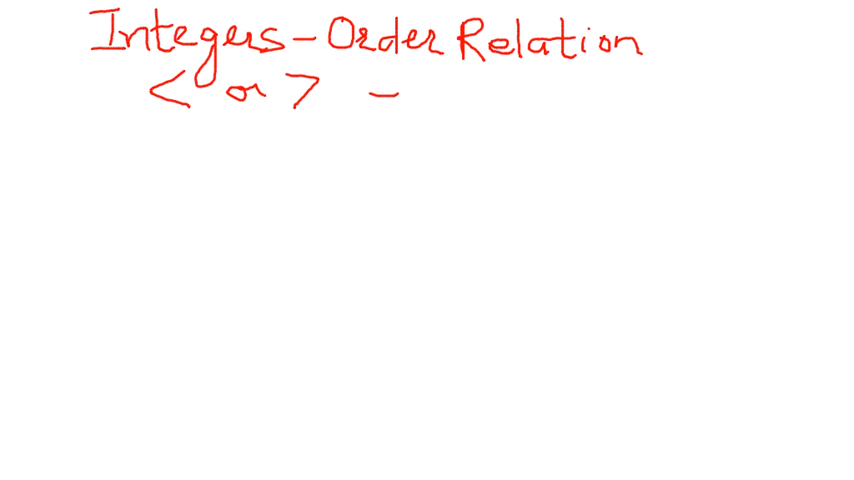 Integers - Order Relation
< or > -